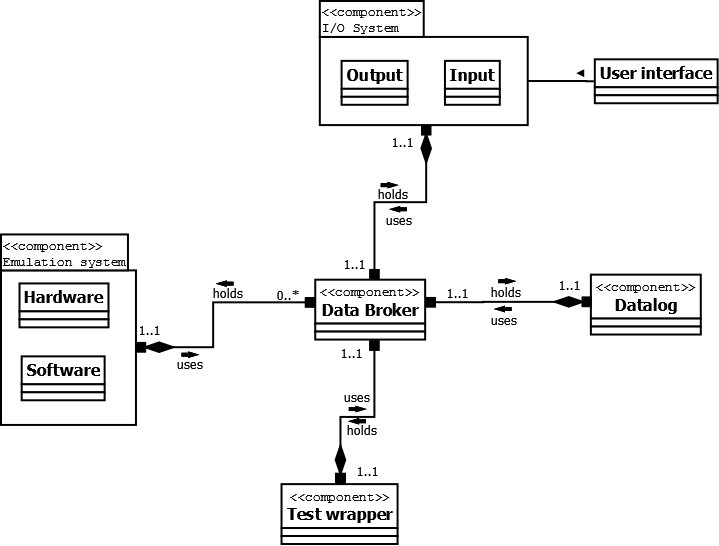 <<component>>
I/O System
Output
Input
User interface
1..1
holds
uses
1..1
<<component>>
Emulation system
Hardware
Software
1..1
holds
uses
0..*
<<component>>
Data Broker
1..1
holds
uses
1..1
<<component>>
Datalog
1..1
uses
holds
1..1
<<component>>
Test wrapper